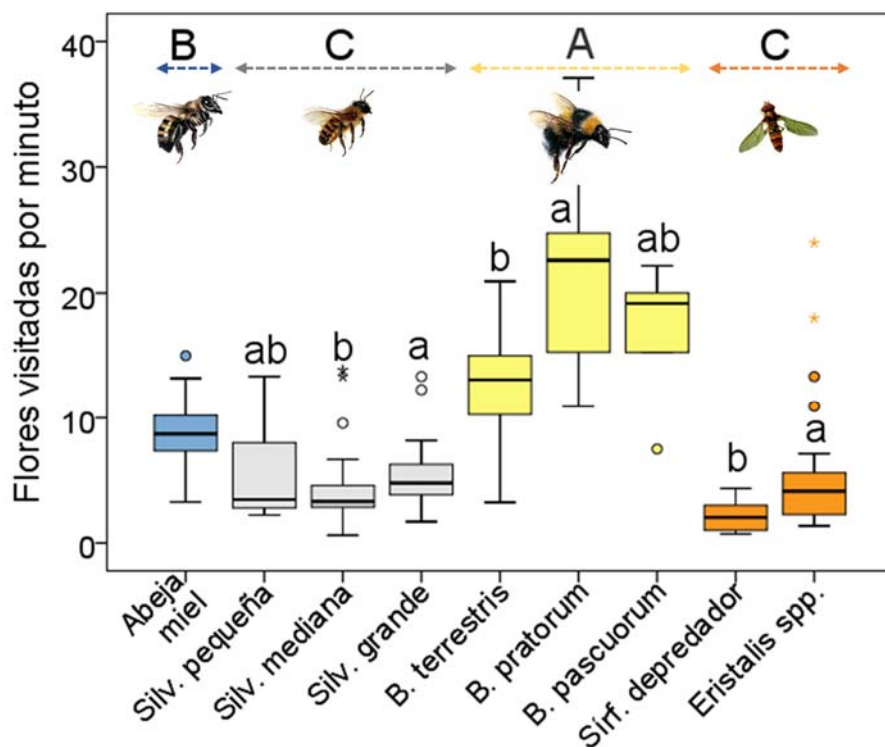 Flores visitadas por minuto
40
30
20
10
0
B C A C
ab
b
a
b
a
ab
b
a
Abeja
miel
Silv. pequeña
Silv. mediana
Silv. grande
B. terrestris
B. pratorum
B. pascuorum
Sírf. depredador
Eristalis spp.